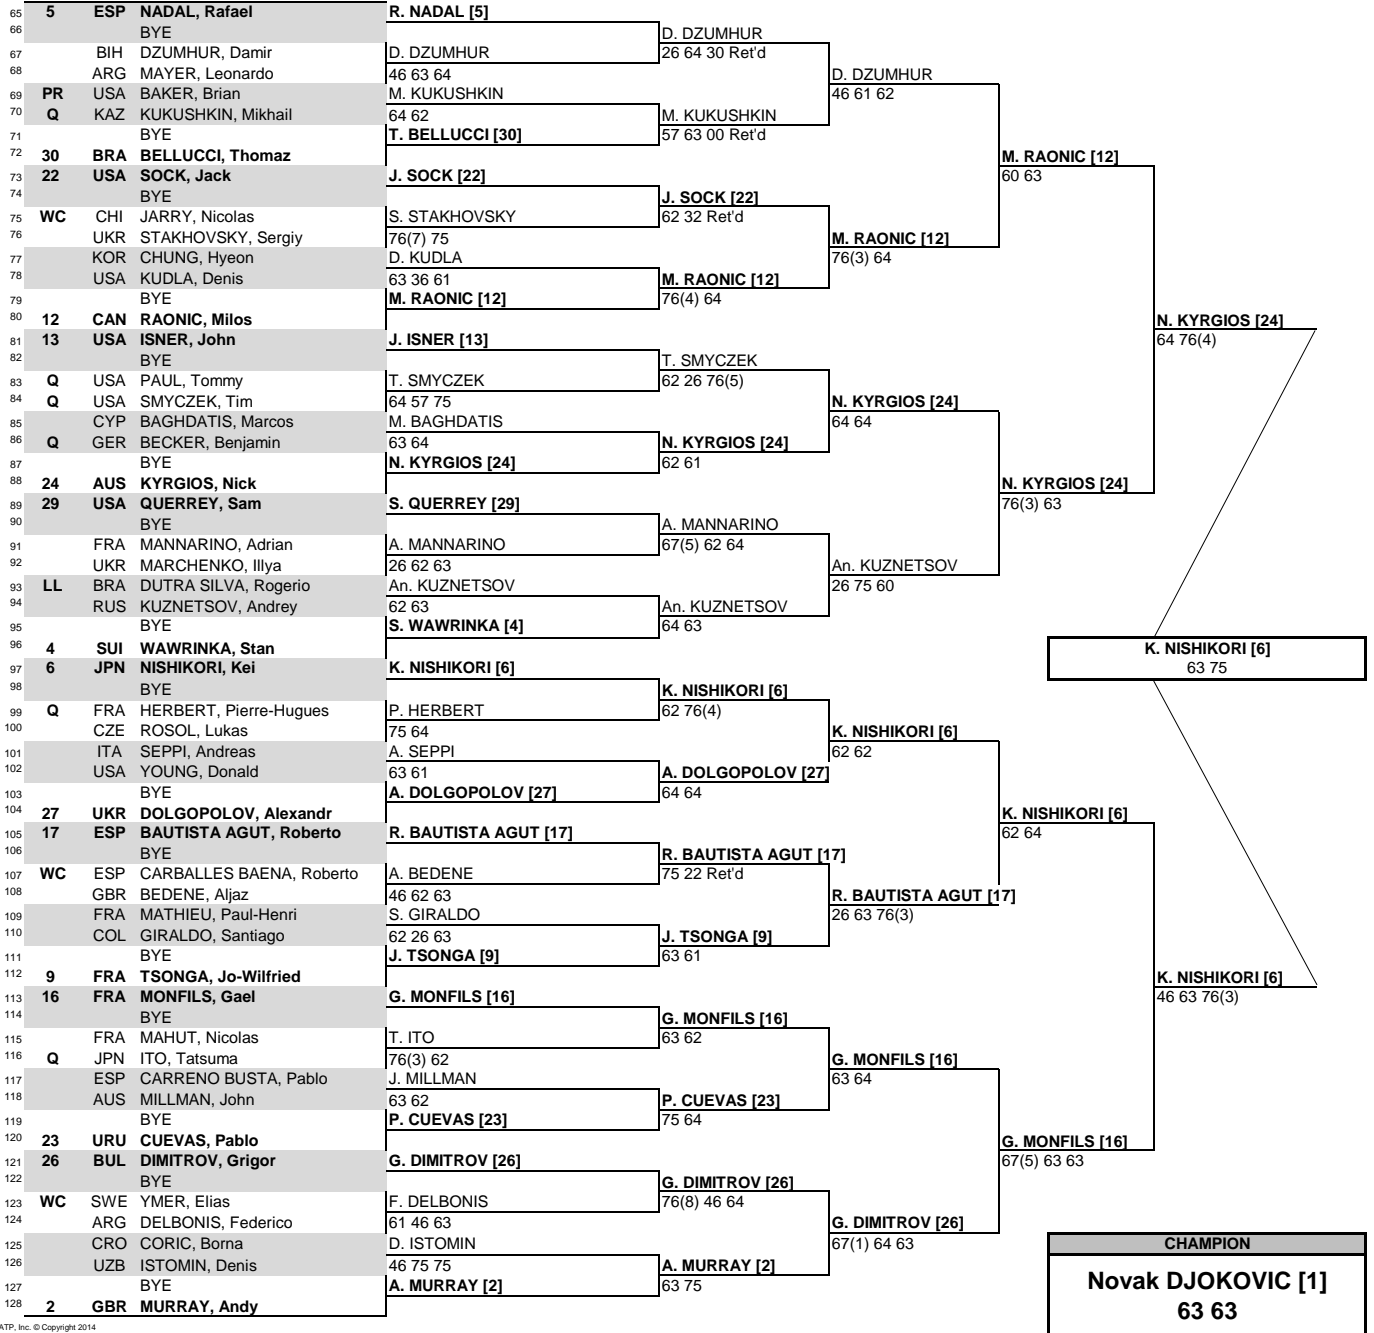 65 5 ESP NADAL, Rafael R. NADAL [5]
66 BYE D. DZUMHUR
67 BIH DZUMHUR, Damir D. DZUMHUR 26 64 30 Ret'd
68 ARG MAYER, Leonardo 46 63 64 D. DZUMHUR
69 PR USA BAKER, Brian M. KUKUSHKIN 46 61 62
70 Q KAZ KUKUSHKIN, Mikhail 64 62 M. KUKUSHKIN
71 BYE T. BELLUCCI [30] 57 63 00 Ret'd
72 30 BRA BELLUCCI, Thomaz M. RAONIC [12]
73 22 USA SOCK, Jack J. SOCK [22] 60 63
74 BYE J. SOCK [22]
75 WC CHI JARRY, Nicolas S. STAKHOVSKY 62 32 Ret'd
76 UKR STAKHOVSKY, Sergiy 76(7) 75 M. RAONIC [12]
77 KOR CHUNG, Hyeon D. KUDLA 76(3) 64
78 USA KUDLA, Denis 63 36 61 M. RAONIC [12]
79 BYE M. RAONIC [12] 76(4) 64
80 12 CAN RAONIC, Milos N. KYRGIOS [24]
81 13 USA ISNER, John J. ISNER [13] 64 76(4)
82 BYE T. SMYCZEK
83 Q USA PAUL, Tommy T. SMYCZEK 62 26 76(5)
84 Q USA SMYCZEK, Tim 64 57 75 N. KYRGIOS [24]
85 CYP BAGHDATIS, Marcos M. BAGHDATIS 64 64
86 Q GER BECKER, Benjamin 63 64 N. KYRGIOS [24]
87 BYE N. KYRGIOS [24] 62 61
88 24 AUS KYRGIOS, Nick N. KYRGIOS [24]
89 29 USA QUERREY, Sam S. QUERREY [29] 76(3) 63
90 BYE A. MANNARINO
91 FRA MANNARINO, Adrian A. MANNARINO 67(5) 62 64
92 UKR MARCHENKO, Illya 26 62 63 An. KUZNETSOV
93 LL BRA DUTRA SILVA, Rogerio An. KUZNETSOV 26 75 60
94 RUS KUZNETSOV, Andrey 62 63 An. KUZNETSOV
95 BYE S. WAWRINKA [4] 64 63
96 4 SUI WAWRINKA, Stan K. NISHIKORI [6]
97 6 JPN NISHIKORI, Kei K. NISHIKORI [6] 63 75
98 BYE K. NISHIKORI [6]
99 Q FRA HERBERT, Pierre-Hugues P. HERBERT 62 76(4)
100 CZE ROSOL, Lukas 75 64 K. NISHIKORI [6]
101 ITA SEPPI, Andreas A. SEPPI 62 62
102 USA YOUNG, Donald 63 61 A. DOLGOPOLOV [27]
103 BYE A. DOLGOPOLOV [27] 64 64
104 27 UKR DOLGOPOLOV, Alexandr K. NISHIKORI [6]
105 17 ESP BAUTISTA AGUT, Roberto R. BAUTISTA AGUT [17] 62 64
106 BYE R. BAUTISTA AGUT [17]
107 WC ESP CARBALLES BAENA, Roberto A. BEDENE 75 22 Ret'd
108 GBR BEDENE, Aljaz 46 62 63 R. BAUTISTA AGUT [17]
109 FRA MATHIEU, Paul-Henri S. GIRALDO 26 63 76(3)
110 COL GIRALDO, Santiago 62 26 63 J. TSONGA [9]
111 BYE J. TSONGA [9] 63 61
112 9 FRA TSONGA, Jo-Wilfried K. NISHIKORI [6]
113 16 FRA MONFILS, Gael G. MONFILS [16] 46 63 76(3)
114 BYE G. MONFILS [16]
115 FRA MAHUT, Nicolas T. ITO 63 62
116 Q JPN ITO, Tatsuma 76(3) 62 G. MONFILS [16]
117 ESP CARRENO BUSTA, Pablo J. MILLMAN 63 64
118 AUS MILLMAN, John 63 62 P. CUEVAS [23]
119 BYE P. CUEVAS [23] 75 64
120 23 URU CUEVAS, Pablo G. MONFILS [16]
121 26 BUL DIMITROV, Grigor G. DIMITROV [26] 67(5) 63 63
122 BYE G. DIMITROV [26]
123 WC SWE YMER, Elias F. DELBONIS 76(8) 46 64
124 ARG DELBONIS, Federico 61 46 63 G. DIMITROV [26]
125 CRO CORIC, Borna D. ISTOMIN 67(1) 64 63 CHAMPION
126 UZB ISTOMIN, Denis 46 75 75 A. MURRAY [2]
127 BYE A. MURRAY [2] 63 75 Novak DJOKOVIC [1]
128 2 GBR MURRAY, Andy 63 63
ATP, Inc. © Copyright 2014